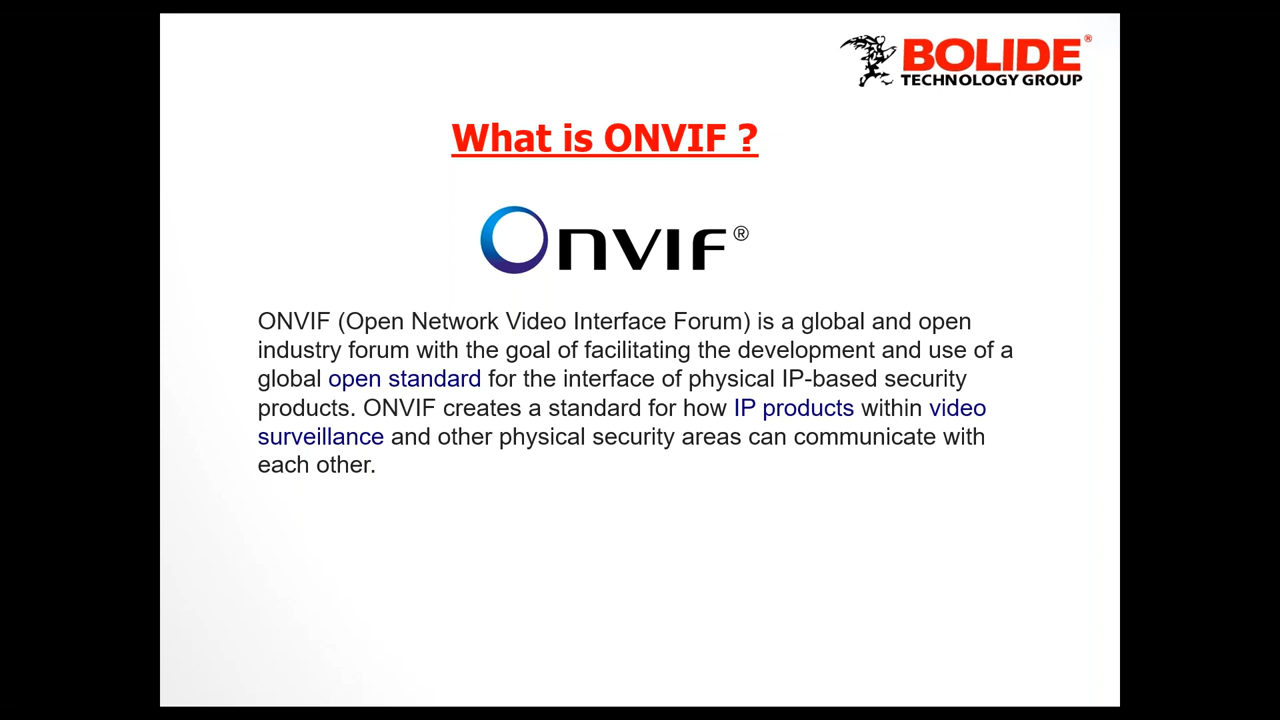 BOLIDE®
TECHNOLOGY GROUP
What is ONVIF ?
ONVIF®
ONVIF (Open Network Video Interface Forum) is a global and open
industry forum with the goal of facilitating the development and use of a
global open standard for the interface of physical IP-based security
products. ONVIF creates a standard for how IP products within video
surveillance and other physical security areas can communicate with
each other.